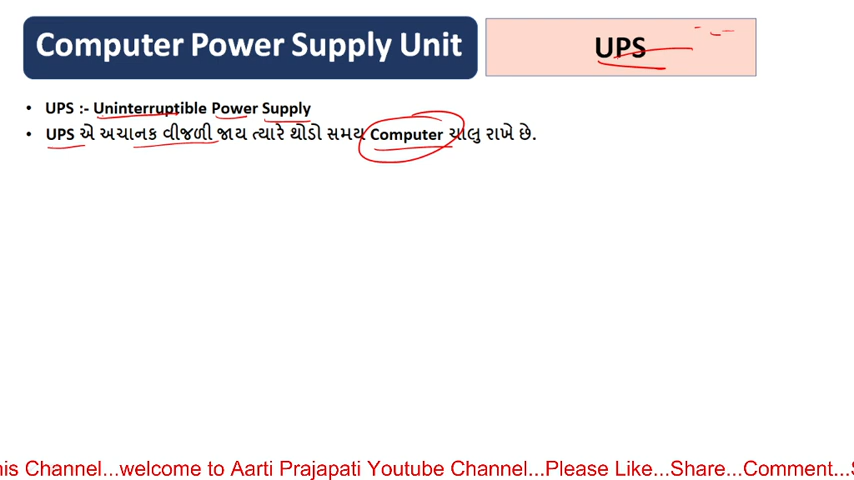 Computer Power Supply Unit
UPS
• UPS :- Uninterruptible Power Supply
• UPS એ અચાનક વીજળી જાય ત્યારે થોડો સમય Computer ચાલુ રાખે છે.
his Channel...welcome to Aarti Prajapati Youtube Channel...Please Like...Share...Comment...S